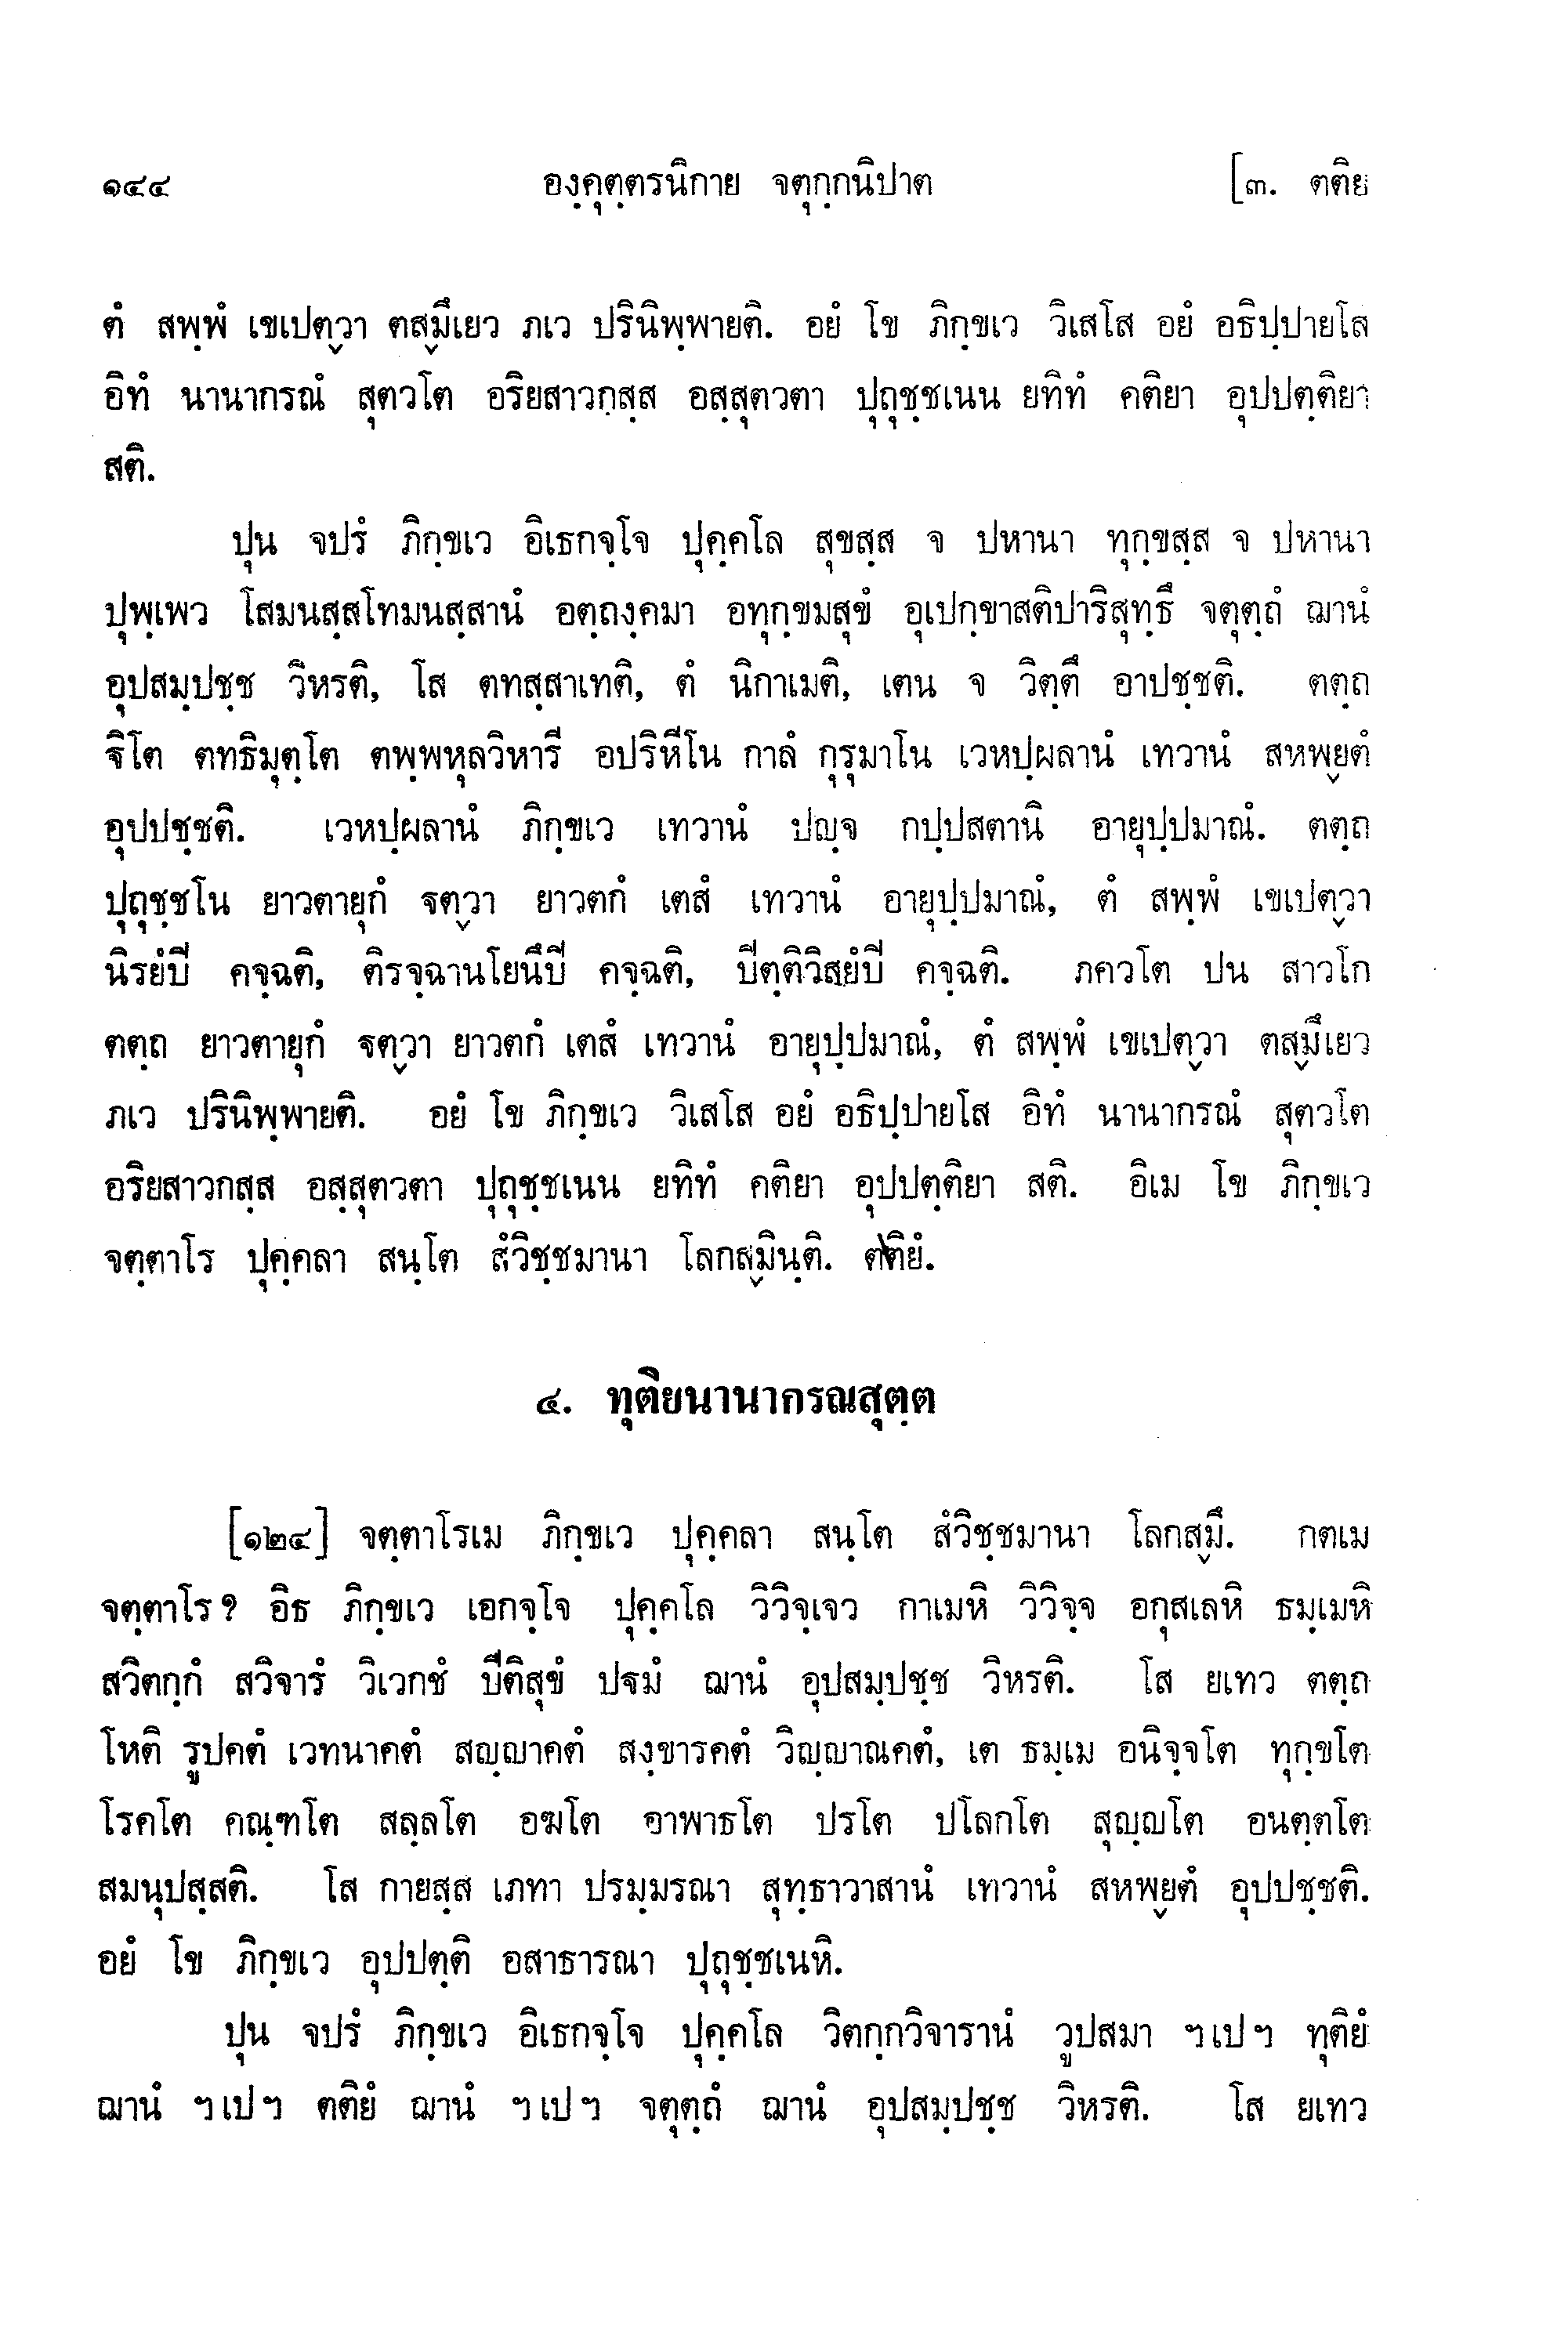 ๑๔๔ องฺคุตฺตรนิกาย จตุกฺกนิปาต [๓. ตติย
ตํ สพฺพํ เขเปตฺวา ตสฺมึเยว ภเว ปรินิพฺพายติ. อยํ โข ภิกฺขเว วิเสโส อยํ อธิปฺปายโส
อิทํ นานากรณํ สุตวโต อริยสาวกสฺส อสฺสุตวตา ปุถุชฺชเนน ยทิทํ คติยา อุปปตฺติยา
สติ.
ปุน จปรํ ภิกฺขเว อิเธกจฺโจ ปุคฺคโล สุขสฺส จ ปหานา ทุกฺขสฺส จ ปหานา
ปุพฺเพว โสมนสฺสโทมนสฺสานํ อตฺถงฺคมา อทุกฺขมสุขํ อุเปกฺขาสติปาริสุทฺธึ จตุตฺถํ ฌานํ
อุปสมฺปชฺช วิหรติ, โส ตทสฺสาเทติ, ตํ นิกาเมติ, เตน จ วิตฺตึ อาปชฺชติ. ตตฺถ
ฐิโต ตทธิมุตฺโต ตพฺพหุลวิหารี อปริหีโน กาลํ กุรุมาโน เวหปฺผลานํ เทวานํ สหพฺยตํ
อุปปชฺชติ. เวหปฺผลานํ ภิกฺขเว เทวานํ ปญฺจ กปฺปสตานิ อายุปฺปมาณํ. ตตฺถ
ปุถุชฺชโน ยาวตายุกํ ฐตฺวา ยาวตกํ เตสํ เทวานํ อายุปฺปมาณํ, ตํ สพฺพํ เขเปตฺวา
นิรยํปิ คจฺฉติ, ติรจฺฉานโยนึปิ คจฺฉติ, ปิตฺติวิสยํปิ คจฺฉติ. ภควโต ปน สาวโก
ตตฺถ ยาวตายุกํ ฐตฺวา ยาวตกํ เตสํ เทวานํ อายุปฺปมาณํ, ตํ สพฺพํ เขเปตฺวา ตสฺมึเยว
ภเว ปรินิพฺพายติ. อยํ โข ภิกฺขเว วิเสโส อยํ อธิปฺปายโส อิทํ นานากรณํ สุตวโต
อริยสาวกสฺส อสฺสุตวตา ปุถุชฺชเนน ยทิทํ คติยา อุปปตฺติยา สติ. อิเม โข ภิกฺขเว
จตฺตาโร ปุคฺคลา สนฺโต สํวิชฺชมานา โลกสฺมินฺติ. ตติยํ.
๔. ทุติยนานากรณสุตฺต
[๑๒๔] จตฺตาโรเม ภิกฺขเว ปุคฺคลา สนฺโต สํวิชฺชมานา โลกสฺมึ. กตเม
จตฺตาโร? อิธ ภิกฺขเว เอกจฺโจ ปุคฺคโล วิวิจฺเจว กาเมหิ วิวิจฺจ อกุสเลหิ ธมฺเมหิ
สวิตกฺกํ สวิจารํ วิเวกชํ ปีติสุขํ ปฐมํ ฌานํ อุปสมฺปชฺช วิหรติ. โส ยเทว ตตฺถ
โหติ รูปคตํ เวทนาคตํ สญฺญาคตํ สงฺขารคตํ วิญฺญาณคตํ, เต ธมฺเม อนิจฺจโต ทุกฺขโต
โรคโต คณฺฑโต สลฺลโต อฆโต อาพาธโต ปรโต ปโลกโต สุญฺญโต อนตฺตโต
สมนุปสฺสติ. โส กายสฺส เภทา ปรมฺมรณา สุทฺธาวาสานํ เทวานํ สหพฺยตํ อุปปชฺชติ.
อยํ โข ภิกฺขเว อุปปตฺติ อสาธารณา ปุถุชฺชเนหิ.
ปุน จปรํ ภิกฺขเว อิเธกจฺโจ ปุคฺคโล วิตกฺกวิจารานํ วูปสมา ฯเปฯ ทุติยํ
ฌานํ ฯเปฯ ตติยํ ฌานํ ฯเปฯ จตุตฺถํ ฌานํ อุปสมฺปชฺช วิหรติ. โส ยเทว